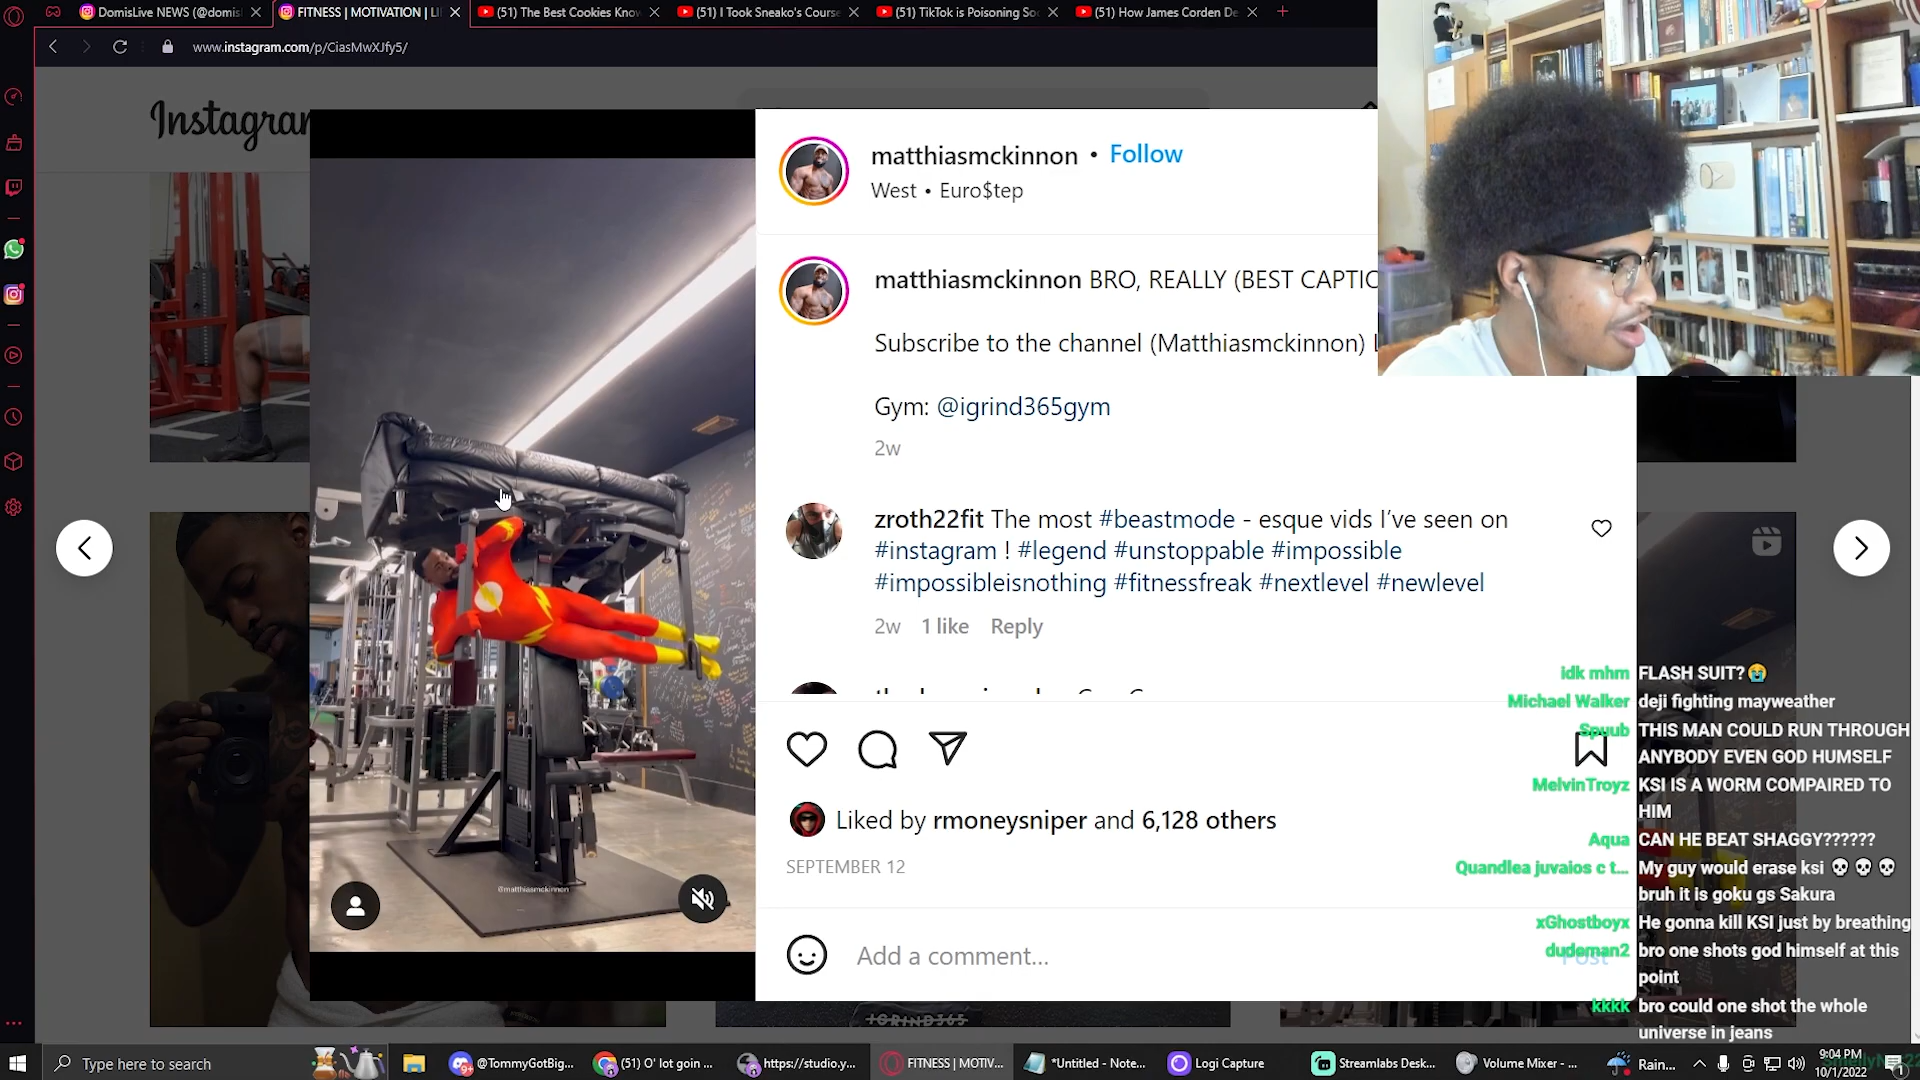 DomisLive NEWS (@domis
FITNESS | MOTIVATION | LI
(51) The Best Cookies Know
(51) I Took Sneako's Course
(51) TikTok is Poisoning So
(51) How James Corden De
www.instagram.com/p/CiasMwXJfy5/
Instagram
matthiasmckinnon • Follow
West • Euro$tep
matthiasmckinnon BRO, REALLY (BEST CAPTIO
Subscribe to the channel (Matthiasmckinnon) L
Gym: @igrind365gym
2w
zroth22fit The most #beastmode - esque vids I've seen on
#instagram ! #legend #unstoppable #impossible
#impossibleisnothing #fitnessfreak #nextlevel #newlevel
2w 1 like Reply
Liked by rmoneysniper and 6,128 others
SEPTEMBER 12
Add a comment...
Post
@matthiasmckinnon
IGRIND365
idk mhm FLASH SUIT?😭
Michael Walker deji fighting mayweather
Spuub THIS MAN COULD RUN THROUGH
ANYBODY EVEN GOD HUMSELF
MelvinTroyz KSI IS A WORM COMPAIRED TO
HIM
Aqua CAN HE BEAT SHAGGY??????
Quandlea juvaios c t... My guy would erase ksi 💀 💀 💀
bruh it is goku gs Sakura
xGhostboyx He gonna kill KSI just by breathing
dudeman2 bro one shots god himself at this
point
kkkk bro could one shot the whole
universe in jeans
Type here to search
@TommyGotBig...
(51) O' lot goin ...
https://studio.y...
FITNESS | MOTIV...
*Untitled - Note...
Logi Capture
Streamlabs Desk...
Volume Mixer - ...
Rain...
9:04 PM
10/1/2022